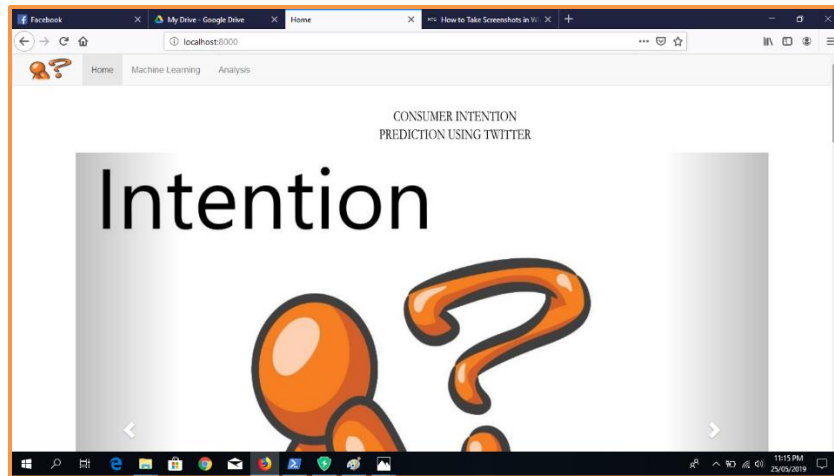 Facebook
My Drive - Google Drive
Home
How to Take Screenshots in Wi
localhost:8000
Home Machine Learning Analysis
CONSUMER INTENTION
PREDICTION USING TWITTER
Intention
11:15 PM
25/05/2019